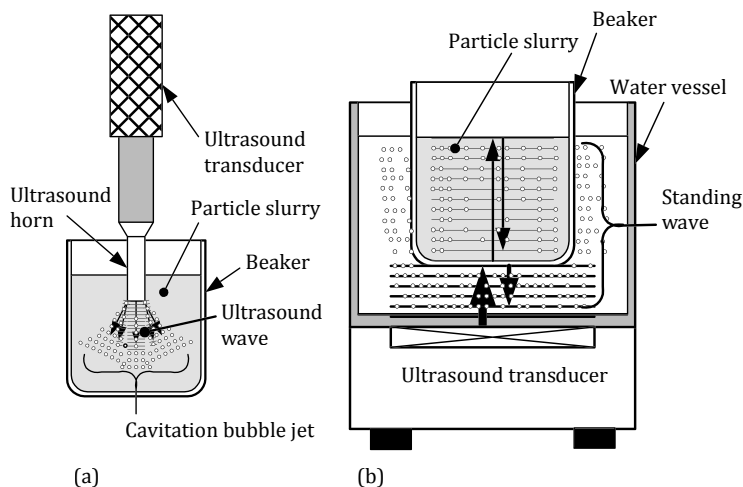 Ultrasound
transducer
Ultrasound
horn
Particle slurry
Beaker
Ultrasound
wave
Cavitation bubble jet
(a)
Particle slurry
Beaker
Water vessel
Standing
wave
Ultrasound transducer
(b)